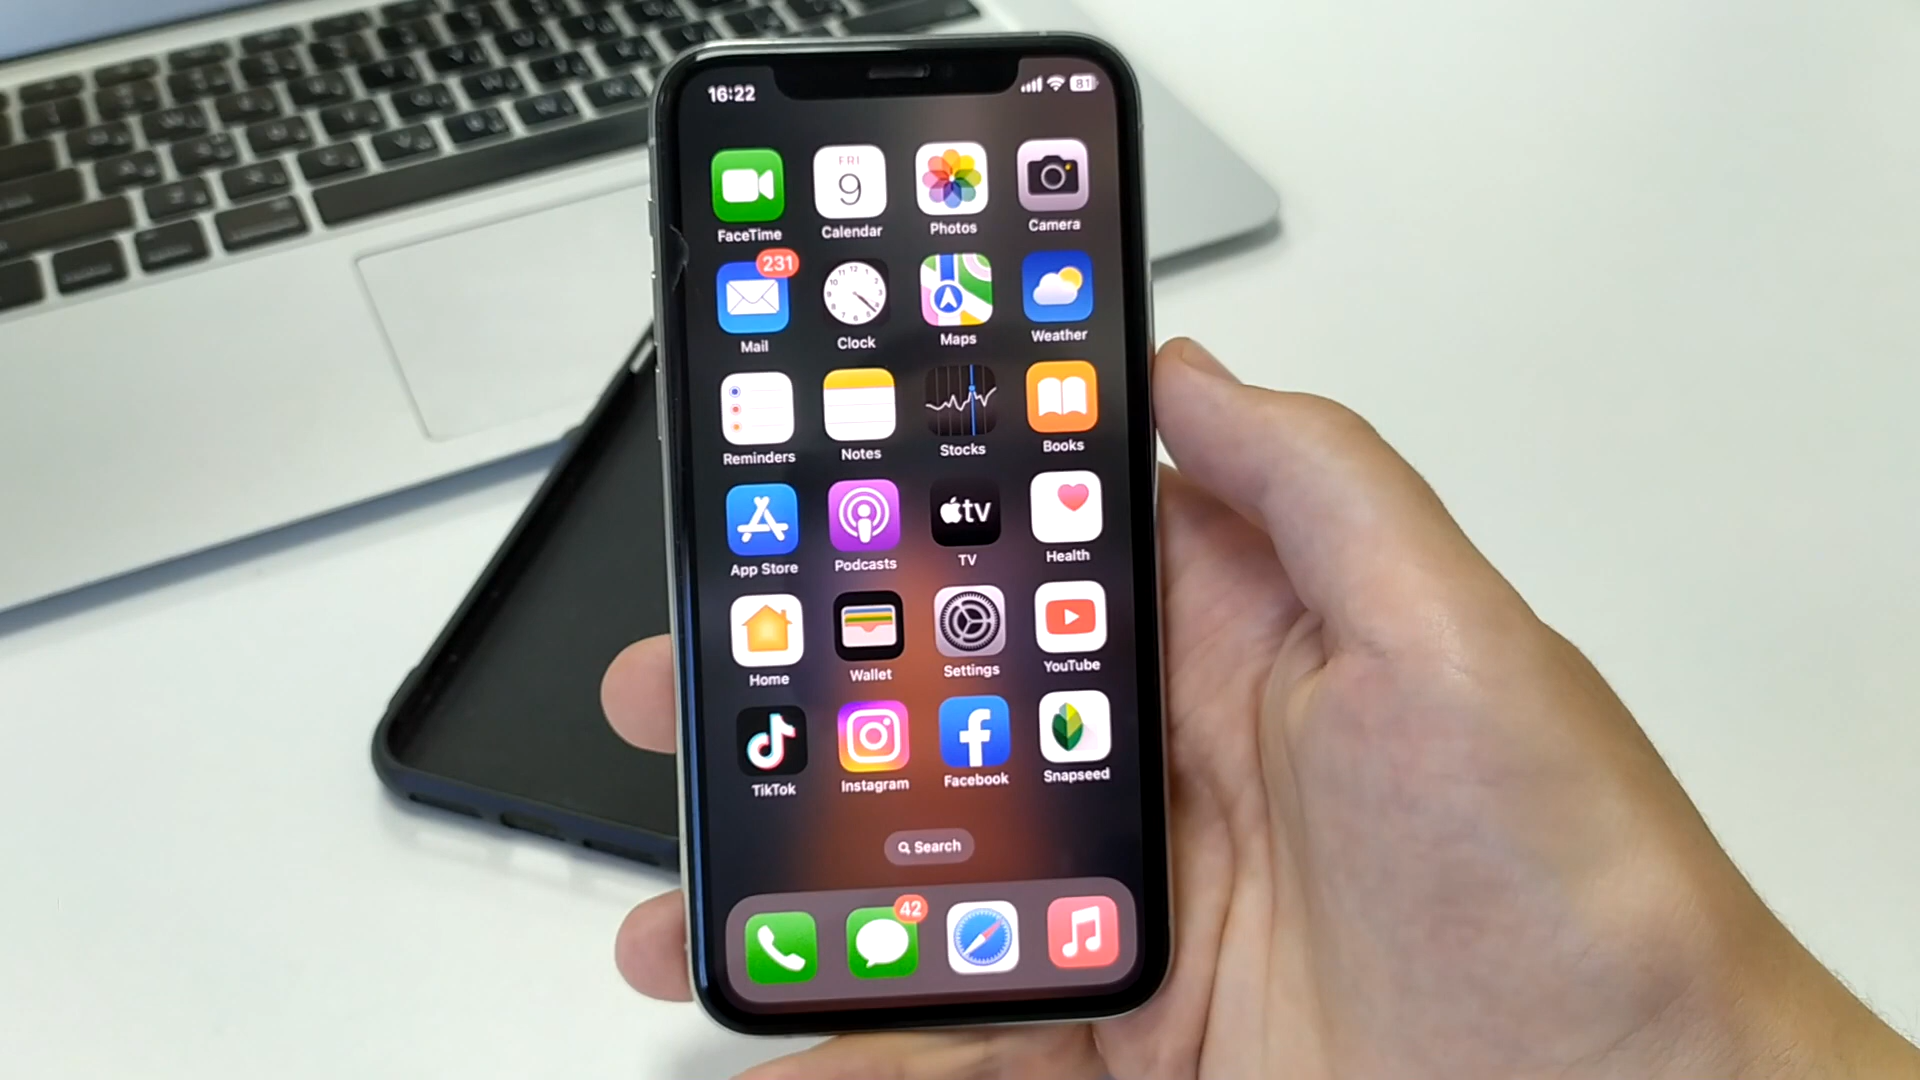 16:22 81
FRI
9
FaceTime Calendar Photos Camera
231
Mail Clock Maps Weather
Reminders Notes Stocks Books
tv
App Store Podcasts TV Health
Home Wallet Settings YouTube
TikTok Instagram Facebook Snapseed
Search
42